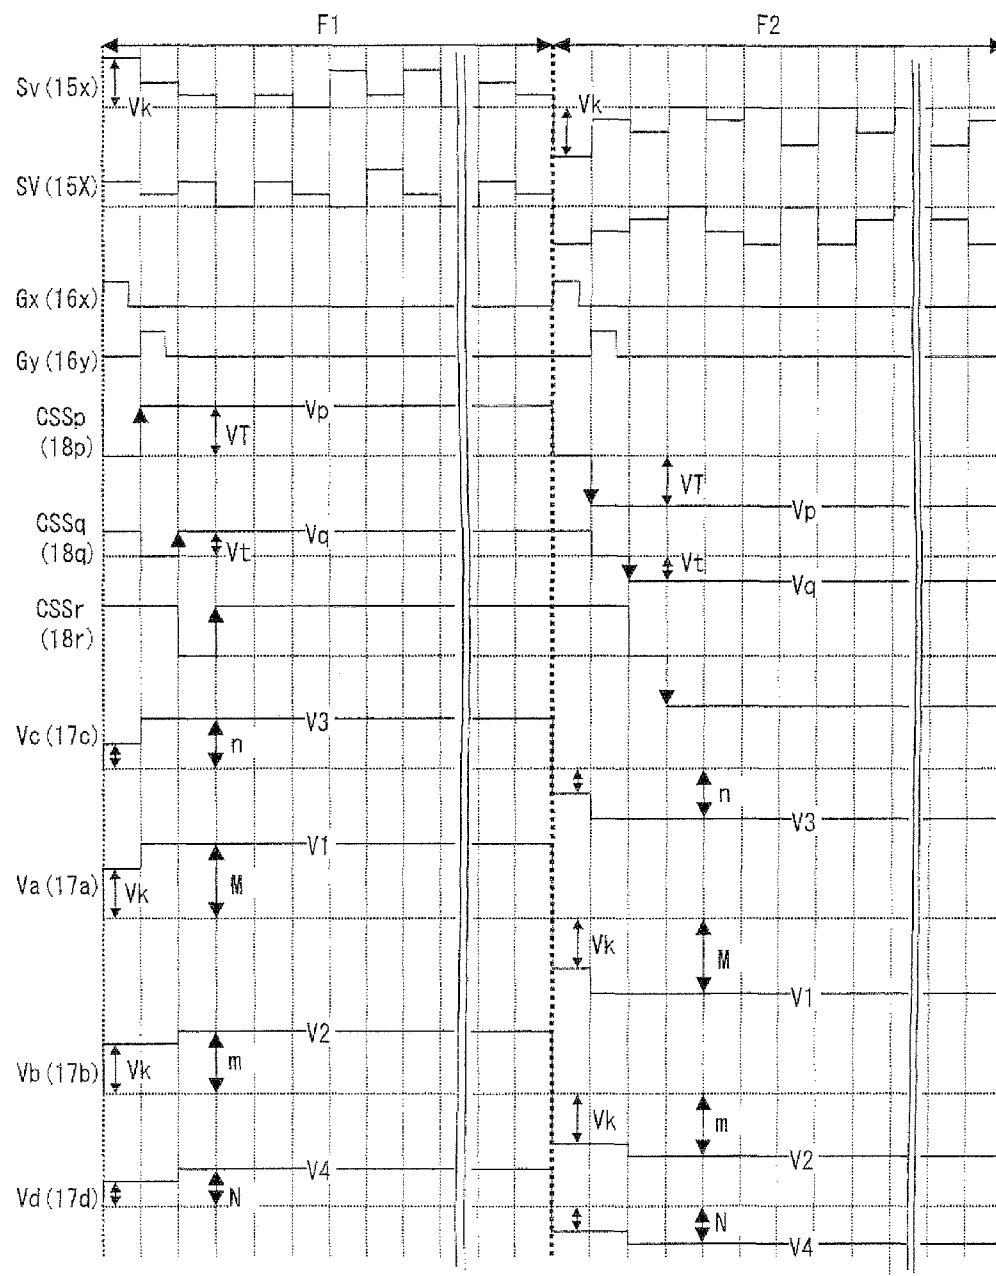 F1 F2
Sv(15x) Vk Vk
SV(15X)
Gx(16x)
Gy(16y)
CSSp Vp
(18p) VT VT
Vp
CSSq Vq
(18q) Vt Vt
Vq
CSSr
(18r)
V3
Vc(17c) n n
V3
V1
Va(17a) Vk M
Vk M
V1
V2
Vb(17b) Vk m
Vk m
V2
V4
Vd(17d) N N
V4